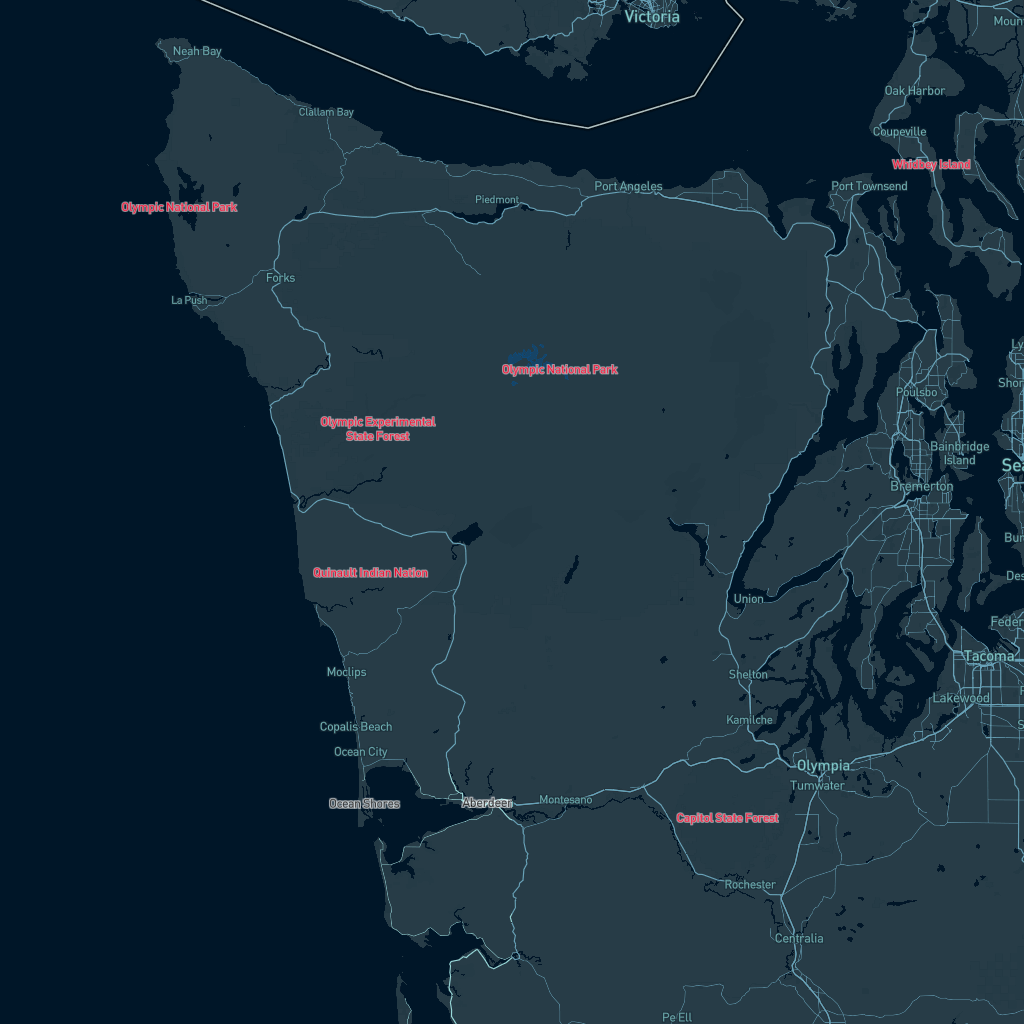 Victoria
Moun
Neah Bay
Oak Harbor
Clallam Bay
Coupeville
Whidbey Island
Port Angeles
Port Townsend
Piedmont
Olympic National Park
Forks
La Push
Ly
Olympic National Park
Shor
Poulsbo
Olympic Experimental
State Forest
Bainbridge
Island
Sea
Bremerton
Bur
Quinault Indian Nation
Des
Union
Feder
Tacoma
Moclips
Shelton
Lakewood
Kamilche
Copalis Beach
Ocean City
Olympia
Tumwater
Ocean Shores
Aberdeer
Montesano
Capitol State Forest
Rochester
Centralia
Pe Ell